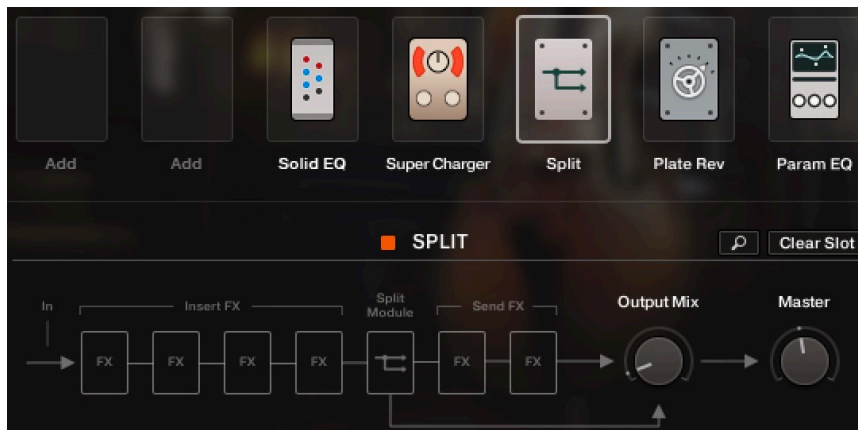 Add
Add
Solid EQ
Super Charger
Split
Plate Rev
Param EQ
SPLIT
Clear Slot
In
Insert FX
Split
Module
Send FX
Output Mix
Master
FX
FX
FX
FX
FX
FX